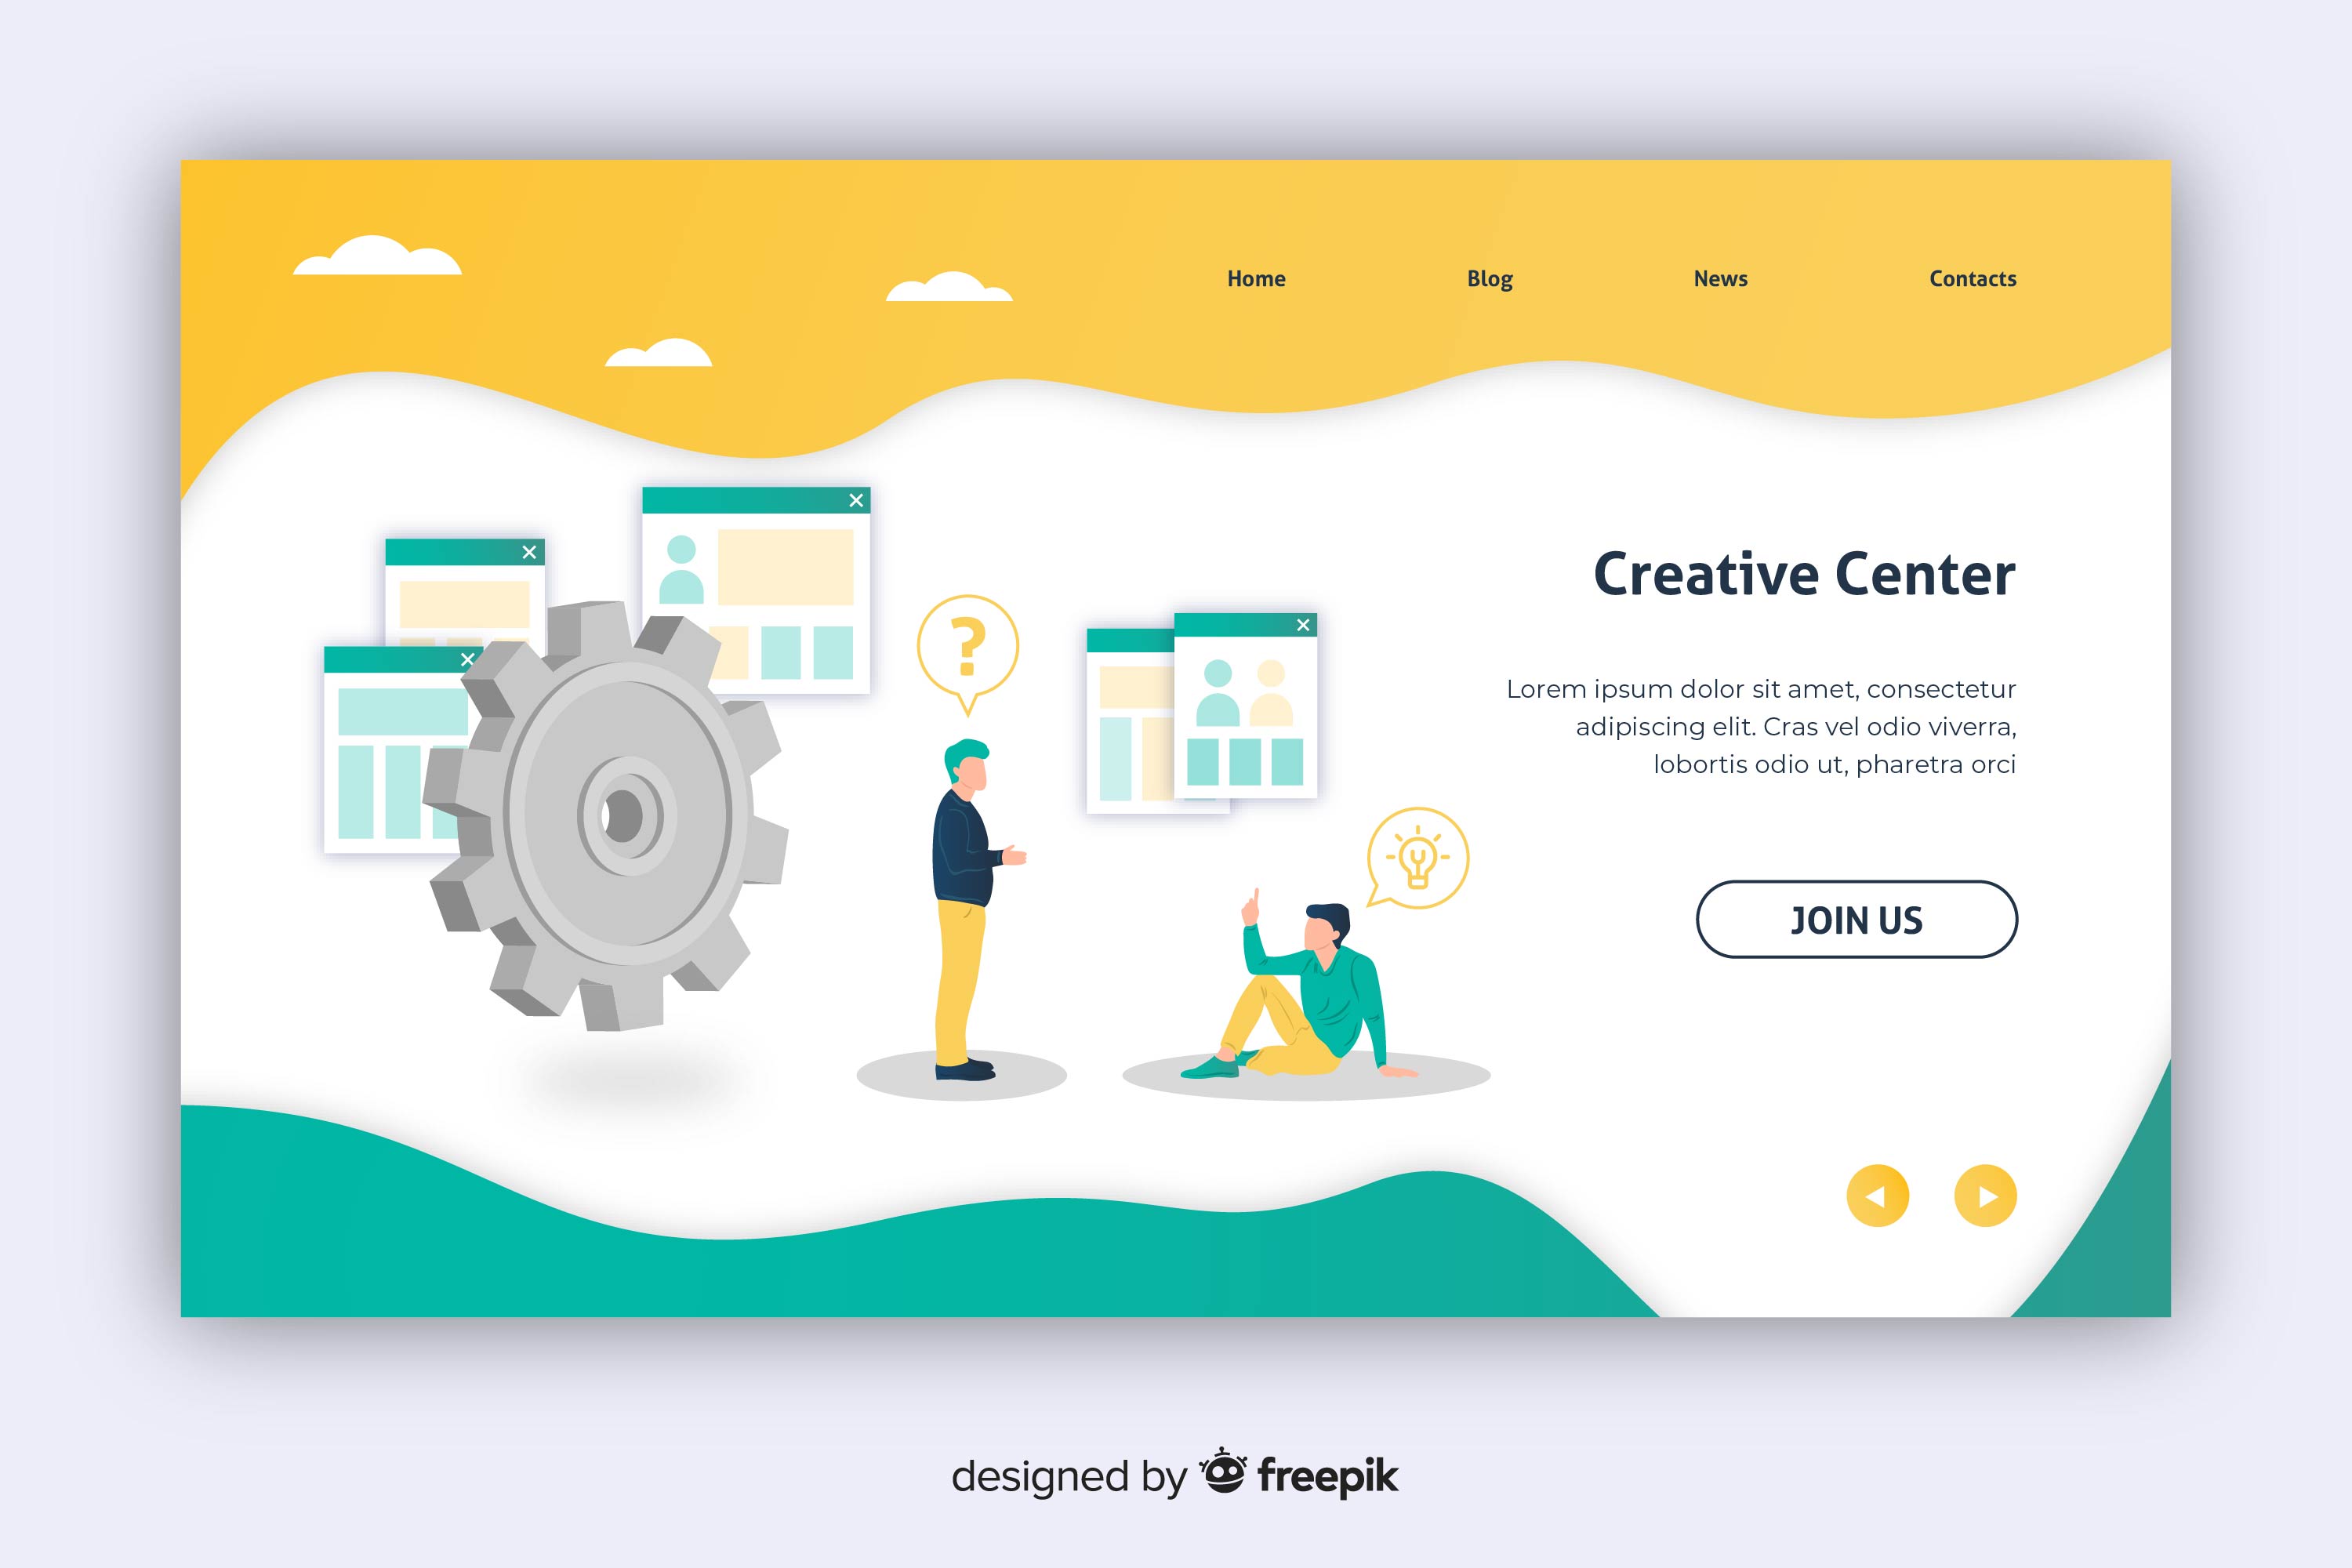 Home
Blog
News
Contacts
?
Creative Center
Lorem ipsum dolor sit amet, consectetur
adipiscing elit. Cras vel odio viverra,
lobortis odio ut, pharetra orci
JOIN US
designed by freepik